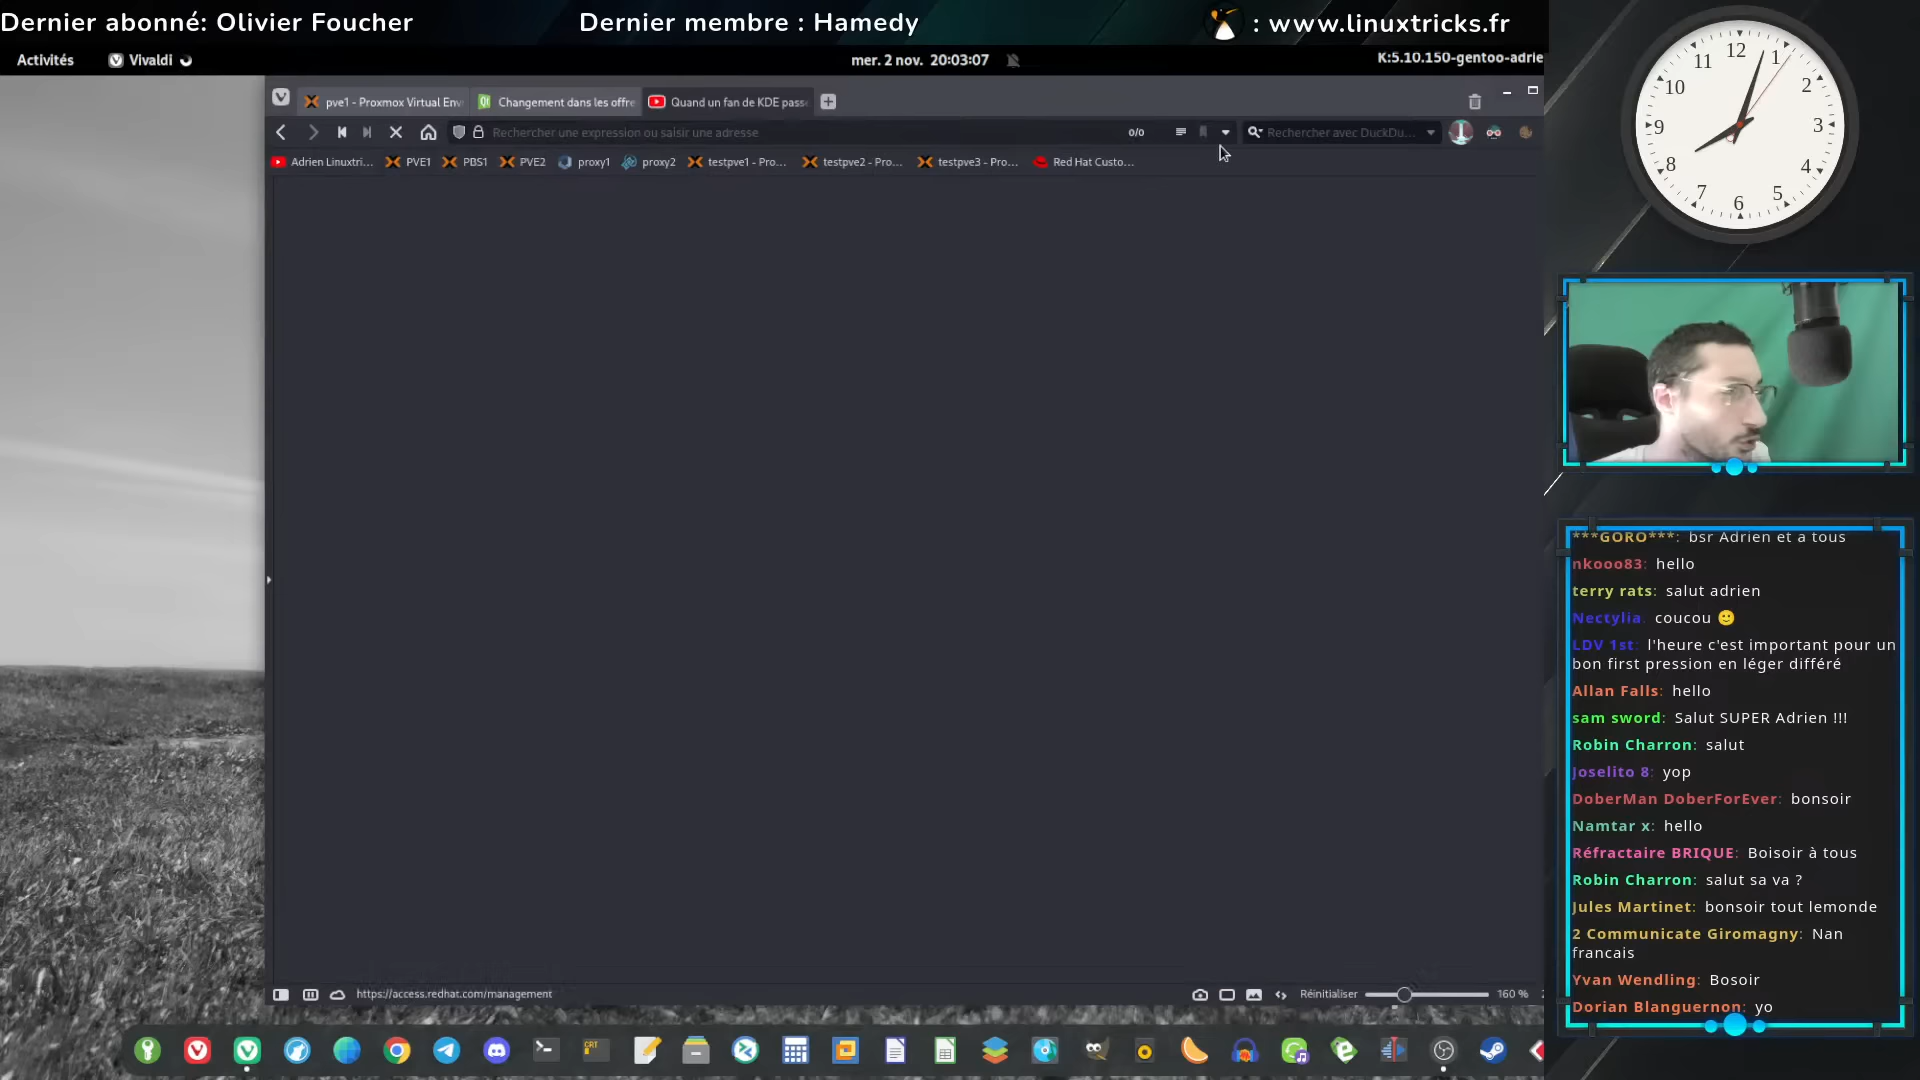 Dernier abonné: Olivier Foucher
Dernier membre : Hamedy
: www.linuxtricks.fr
Activités
Vivaldi
mer. 2 nov. 20:03:07
K:5.10.150-gentoo-adrie
pve1 - Proxmox Virtual Env
Changement dans les offre
Quand un fan de KDE passe
Rechercher une expression ou saisir une adresse
0/0
Rechercher avec DuckDu...
Adrien Linuxtri...
PVE1
PBS1
PVE2
proxy1
proxy2
testpve1 - Pro...
testpve2 - Pro...
testpve3 - Pro...
Red Hat Custo...
https://access.redhat.com/management
Réinitialiser
160 %
CRT
12
1
2
3
4
5
6
7
8
9
10
11
***GORO***: bsr Adrien et a tous
nkooo83: hello
terry rats: salut adrien
Nectylia: coucou 🙂
LDV 1st: l'heure c'est important pour un
bon first pression en léger différé
Allan Falls: hello
sam sword: Salut SUPER Adrien !!!
Robin Charron: salut
Joselito 8: yop
DoberMan DoberForEver: bonsoir
Namtar x: hello
Réfractaire BRIQUE: Boisoir à tous
Robin Charron: salut sa va ?
Jules Martinet: bonsoir tout lemonde
2 Communicate Giromagny: Nan
francais
Yvan Wendling: Bosoir
Dorian Blanguernon: yo